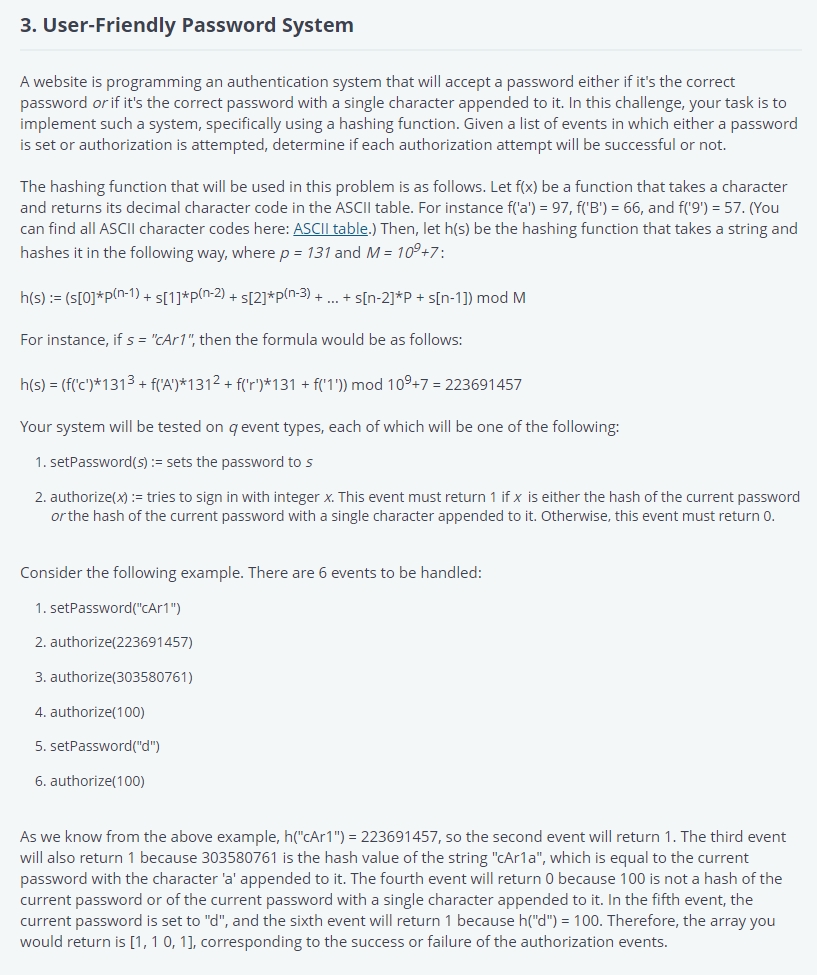 3. User-Friendly Password System
A website is programming an authentication system that will accept a password either if it's the correct
password or if it's the correct password with a single character appended to it. In this challenge, your task is to
implement such a system, specifically using a hashing function. Given a list of events in which either a password
is set or authorization is attempted, determine if each authorization attempt will be successful or not.
The hashing function that will be used in this problem is as follows. Let f(x) be a function that takes a character
and returns its decimal character code in the ASCII table. For instance f('a') = 97, f('B') = 66, and f('9') = 57. (You
can find all ASCII character codes here: ASCII table.) Then, let h(s) be the hashing function that takes a string and
hashes it in the following way, where p = 131 and M = 10⁹+7:
h(s) := (s[0]*P⁽ⁿ⁻¹⁾ + s[1]*P⁽ⁿ⁻²⁾ + s[2]*P⁽ⁿ⁻³⁾ + ... + s[n-2]*P + s[n-1]) mod M
For instance, if s = "cAr1", then the formula would be as follows:
h(s) = (f('c')*131³ + f('A')*131² + f('r')*131 + f('1')) mod 10⁹+7 = 223691457
Your system will be tested on q event types, each of which will be one of the following:
1. setPassword(s) := sets the password to s
2. authorize(x) := tries to sign in with integer x. This event must return 1 if x is either the hash of the current password
or the hash of the current password with a single character appended to it. Otherwise, this event must return 0.
Consider the following example. There are 6 events to be handled:
1. setPassword("cAr1")
2. authorize(223691457)
3. authorize(303580761)
4. authorize(100)
5. setPassword("d")
6. authorize(100)
As we know from the above example, h("cAr1") = 223691457, so the second event will return 1. The third event
will also return 1 because 303580761 is the hash value of the string "cAr1a", which is equal to the current
password with the character 'a' appended to it. The fourth event will return 0 because 100 is not a hash of the
current password or of the current password with a single character appended to it. In the fifth event, the
current password is set to "d", and the sixth event will return 1 because h("d") = 100. Therefore, the array you
would return is [1, 1 0, 1], corresponding to the success or failure of the authorization events.